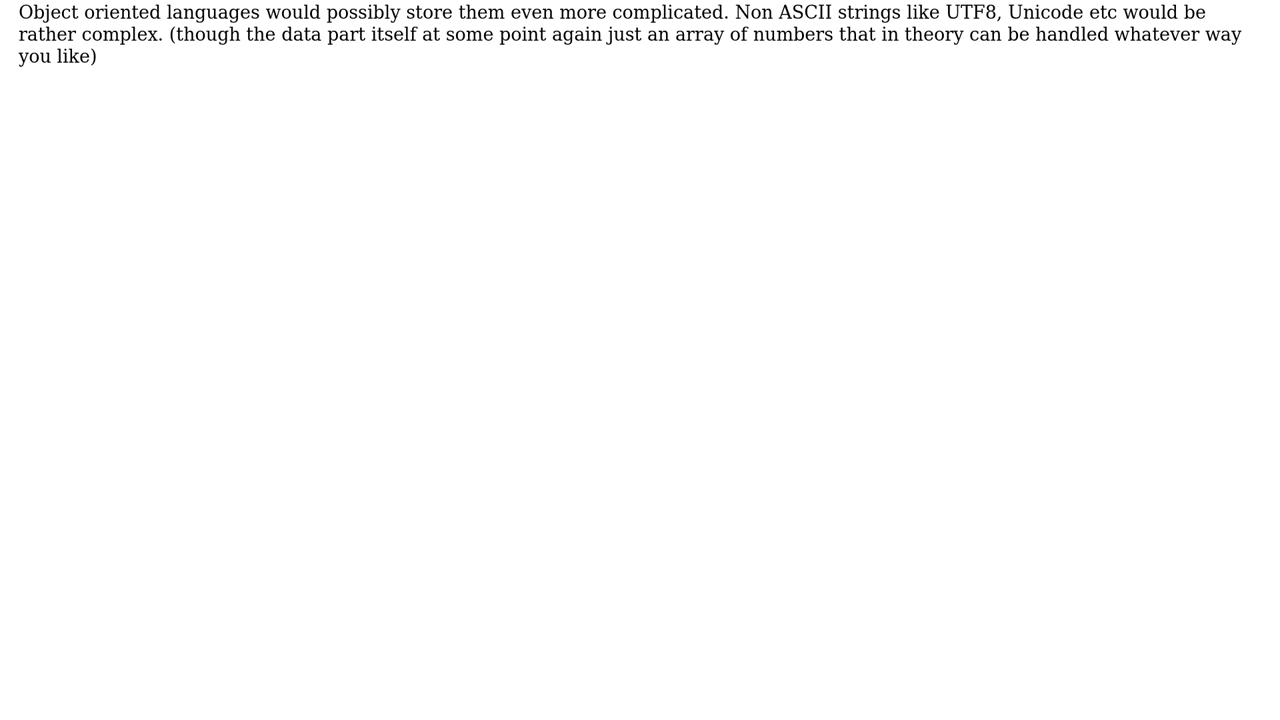 Object oriented languages would possibly store them even more complicated. Non ASCII strings like UTF8, Unicode etc would be
rather complex. (though the data part itself at some point again just an array of numbers that in theory can be handled whatever way
you like)